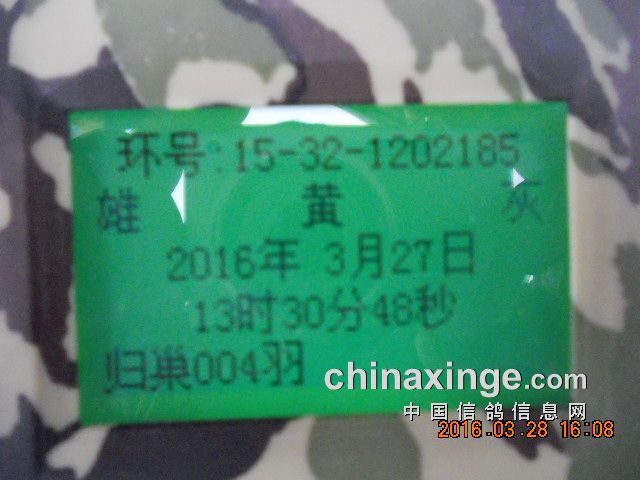 环号:15-32-1202185
雄 黄 灰
2016年 3月27日
13时30分48秒
归巢004羽
chinaxinge.com
中国信鸽信息网
2016.03.28 16:08